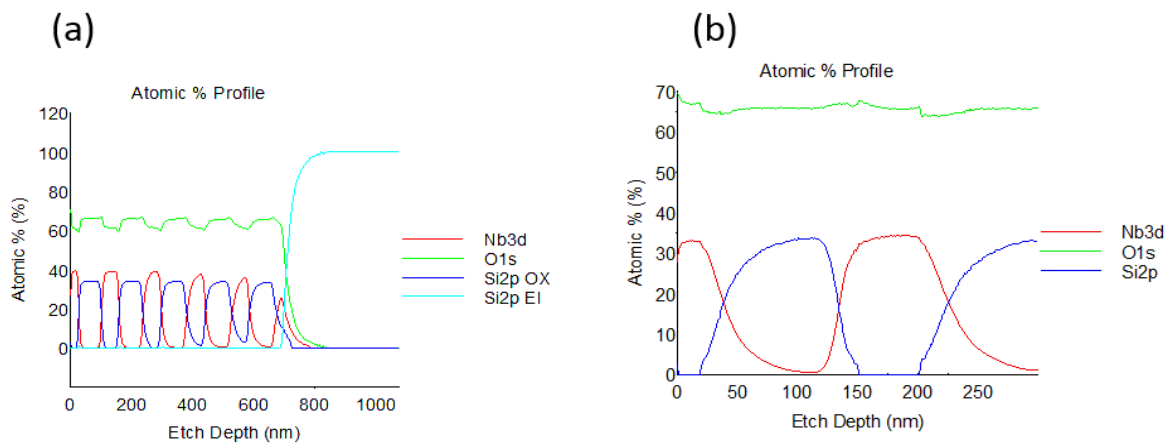 (a)
Atomic % Profile
Atomic % (%)
120
100
80
60
40
20
0
0 200 400 600 800 1000
Etch Depth (nm)
Nb3d
O1s
Si2p OX
Si2p El
(b)
Atomic % Profile
Atomic % (%)
70
60
50
40
30
20
10
0
0 50 100 150 200 250
Etch Depth (nm)
Nb3d
O1s
Si2p